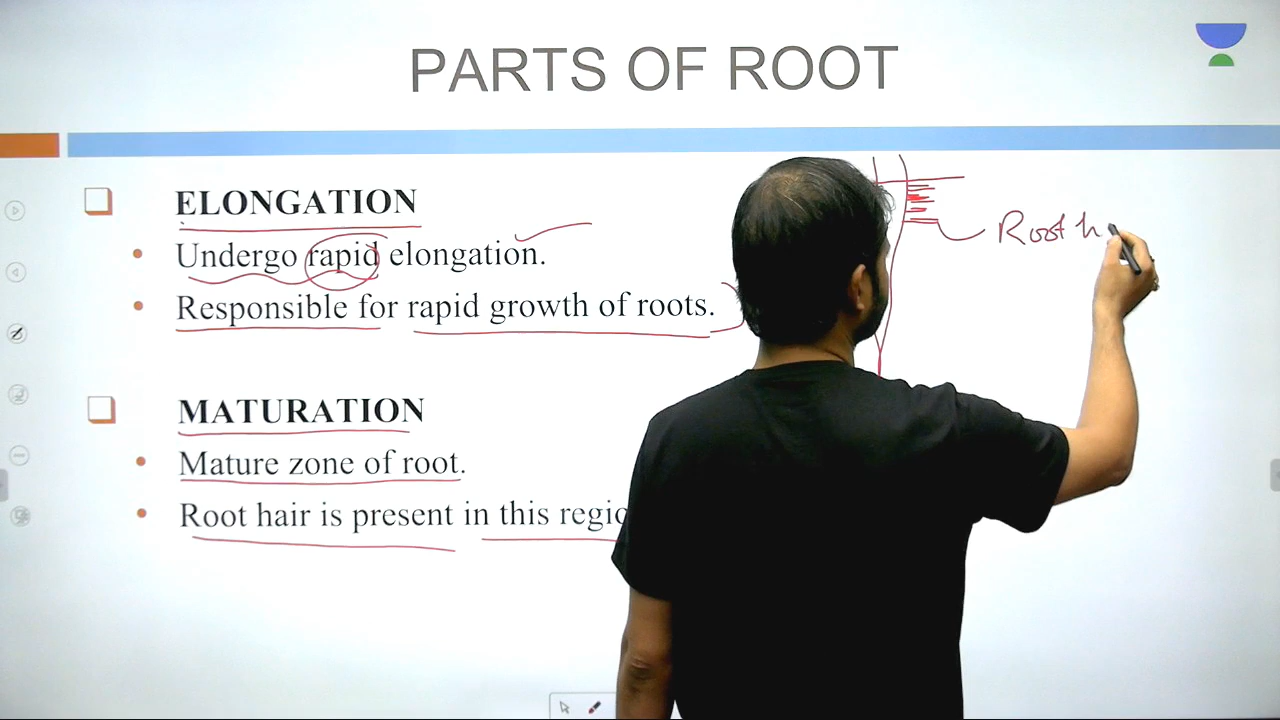 PARTS OF ROOT
ELONGATION
Undergo rapid elongation.
Responsible for rapid growth of roots.
Root h
MATURATION
Mature zone of root.
Root hair is present in this regio